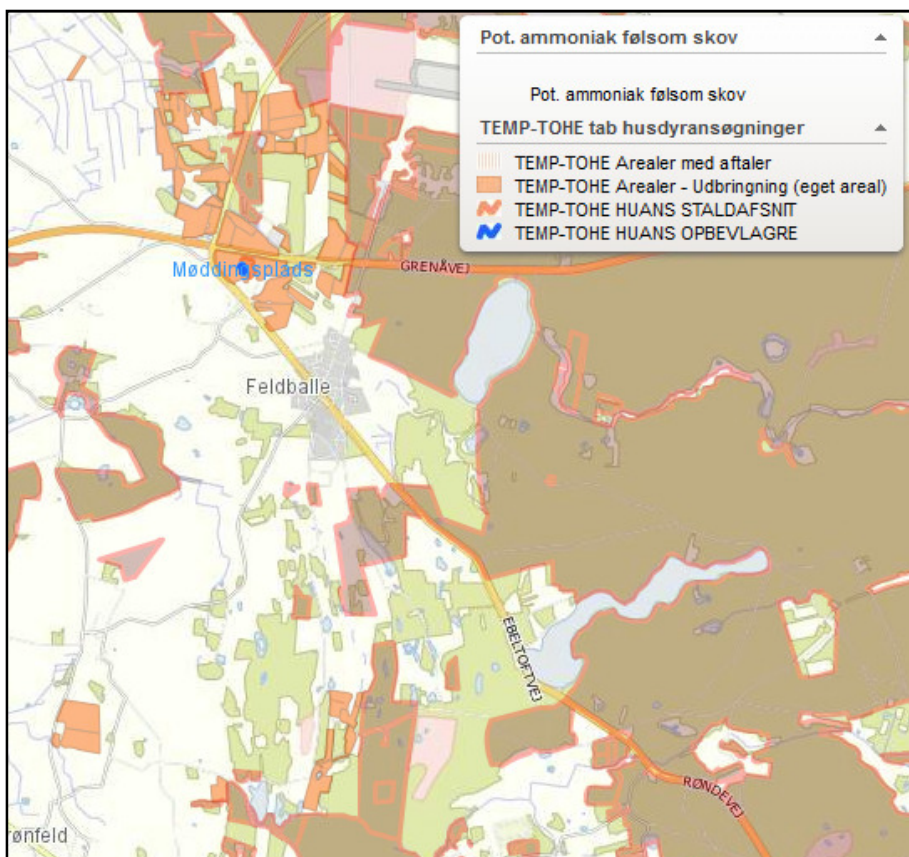 Pot. ammoniak følsom skov
Pot. ammoniak følsom skov
TEMP-TOHE tab husdyransøgninger
TEMP-TOHE Arealer med aftaler
TEMP-TOHE Arealer - Udbringning (eget areal)
TEMP-TOHE HUANS STALDAFSNIT
TEMP-TOHE HUANS OPBEVLAGRE
Møddingsplads
GRENÅVEJ
Feldballe
EBELTOFTVEJ
RØNDEVEJ
rønfeld